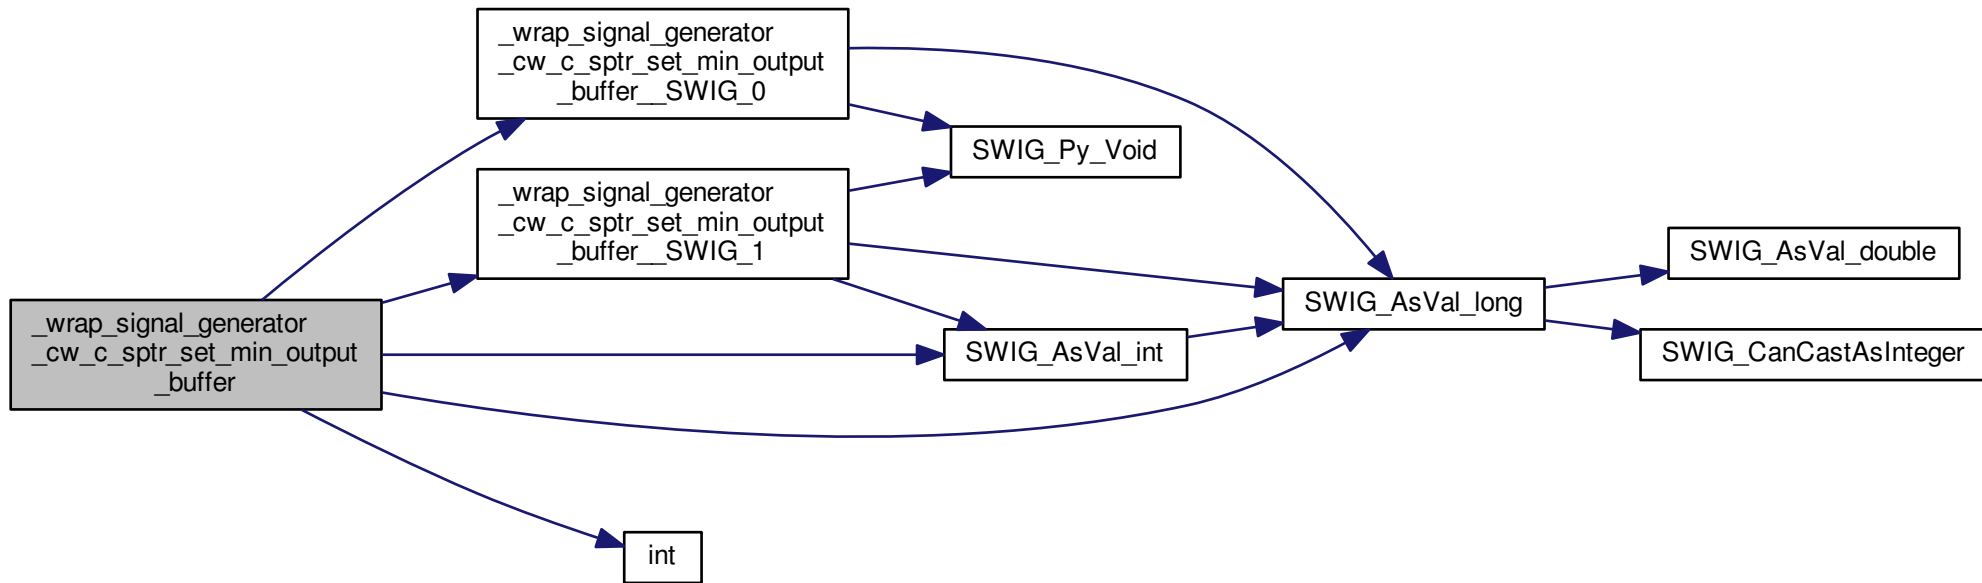 _wrap_signal_generator
_cw_c_sptr_set_min_output
_buffer__SWIG_0
SWIG_Py_Void
_wrap_signal_generator
_cw_c_sptr_set_min_output
_buffer__SWIG_1
SWIG_AsVal_double
SWIG_AsVal_long
_wrap_signal_generator
_cw_c_sptr_set_min_output
_buffer
SWIG_AsVal_int
SWIG_CanCastAsInteger
int